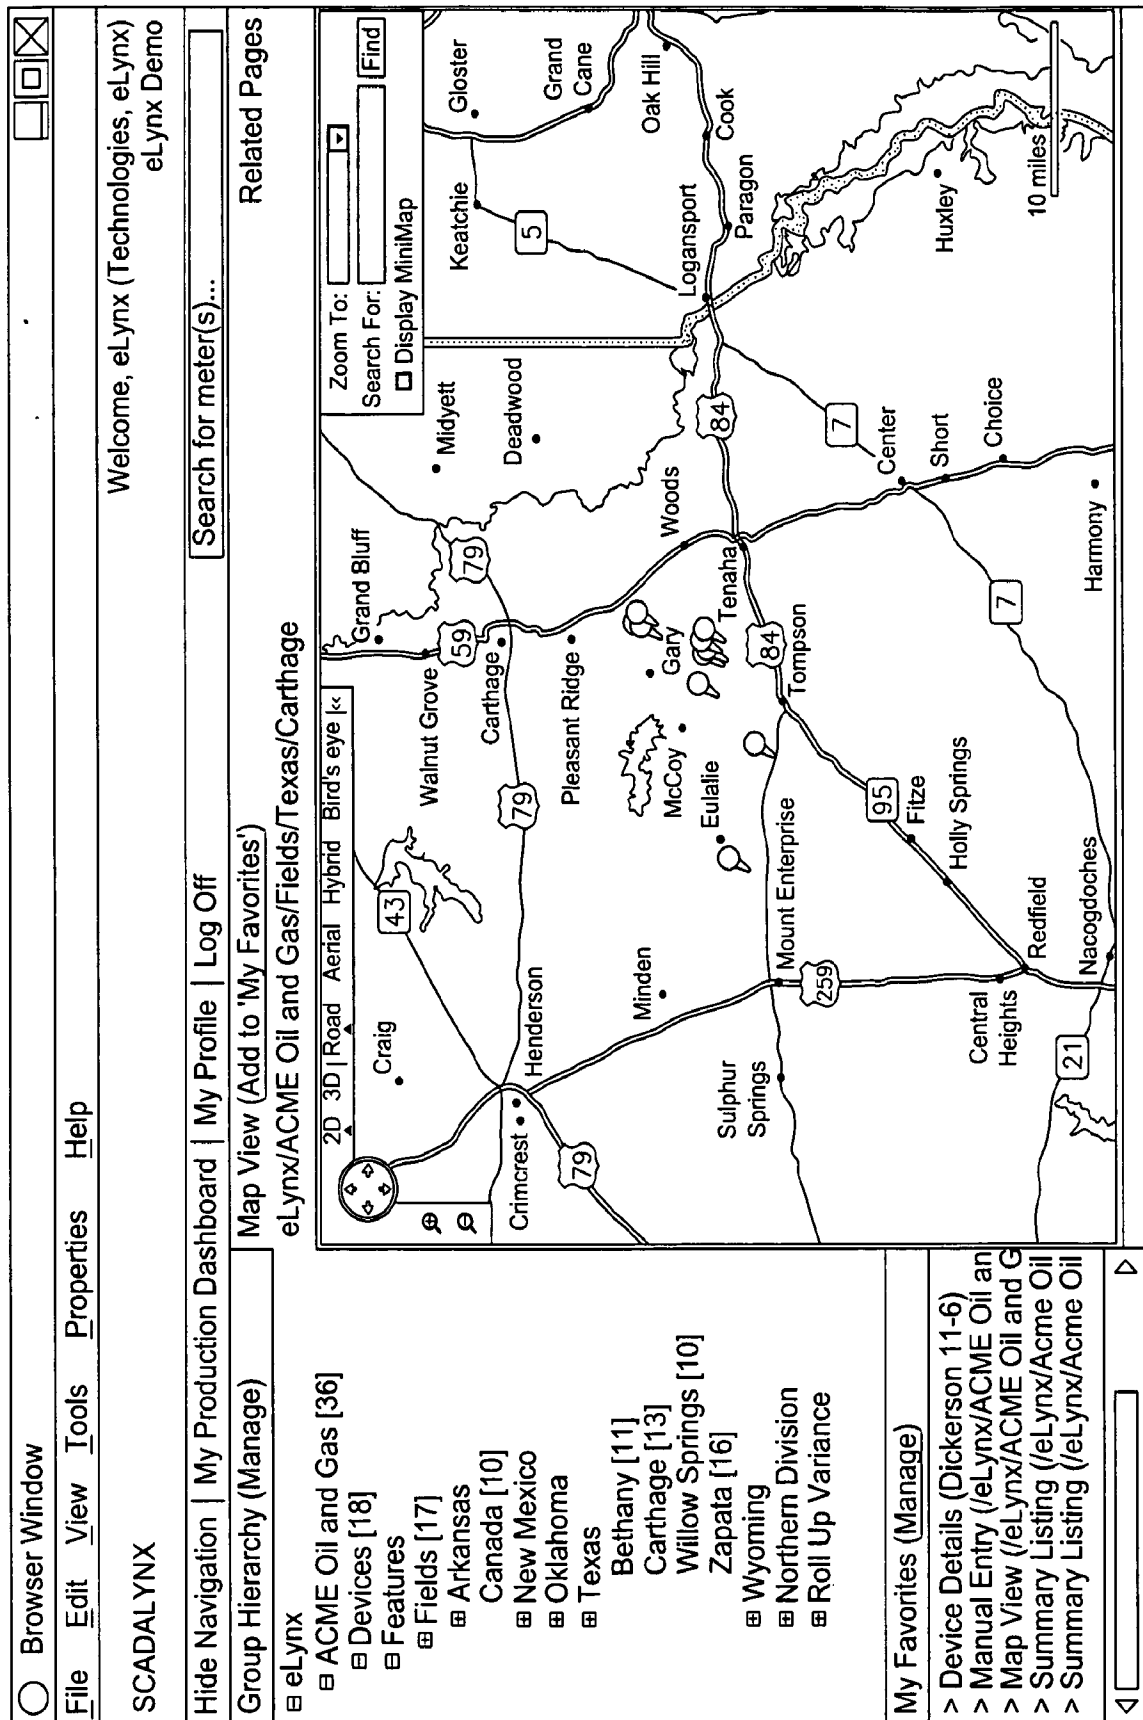 Browser Window
File Edit View Tools Properties Help
SCADALYNX
Welcome, eLynx (Technologies, eLynx)
eLynx Demo
Hide Navigation | My Production Dashboard | My Profile | Log Off
Search for meter(s)...
Group Hierarchy (Manage)
eLynx
ACME Oil and Gas [36]
Devices [18]
Features
Fields [17]
Arkansas
Canada [10]
New Mexico
Oklahoma
Texas
Bethany [11]
Carthage [13]
Willow Springs [10]
Zapata [16]
Wyoming
Northern Division
Roll Up Variance
My Favorites (Manage)
> Device Details (Dickerson 11-6)
> Manual Entry (/eLynx/ACME Oil an
> Map View (/eLynx/ACME Oil and G
> Summary Listing (/eLynx/Acme Oil
> Summary Listing (/eLynx/Acme Oil
Map View (Add to 'My Favorites')
Related Pages
eLynx/ACME Oil and Gas/Fields/Texas/Carthage
2D 3D | Road Aerial Hybrid Bird's eye |<<
Zoom To:
Search For:
Find
Display MiniMap
Craig
43
Grand Bluff
Walnut Grove
59
79
Midyett
Gloster
Keatchie
Carthage
Deadwood
Grand
Cane
5
Crimcrest
Henderson
79
79
Pleasant Ridge
Oak Hill
Minden
McCoy
Gary
Woods
Logansport
Cook
Paragon
Eulalie
Tenaha
84
Sulphur
Springs
Mount Enterprise
84
Tompson
259
7
95
Fitze
Center
Holly Springs
Short
Huxley
Central
Heights
Redfield
7
Choice
10 miles
21
Nacogdoches
Harmony